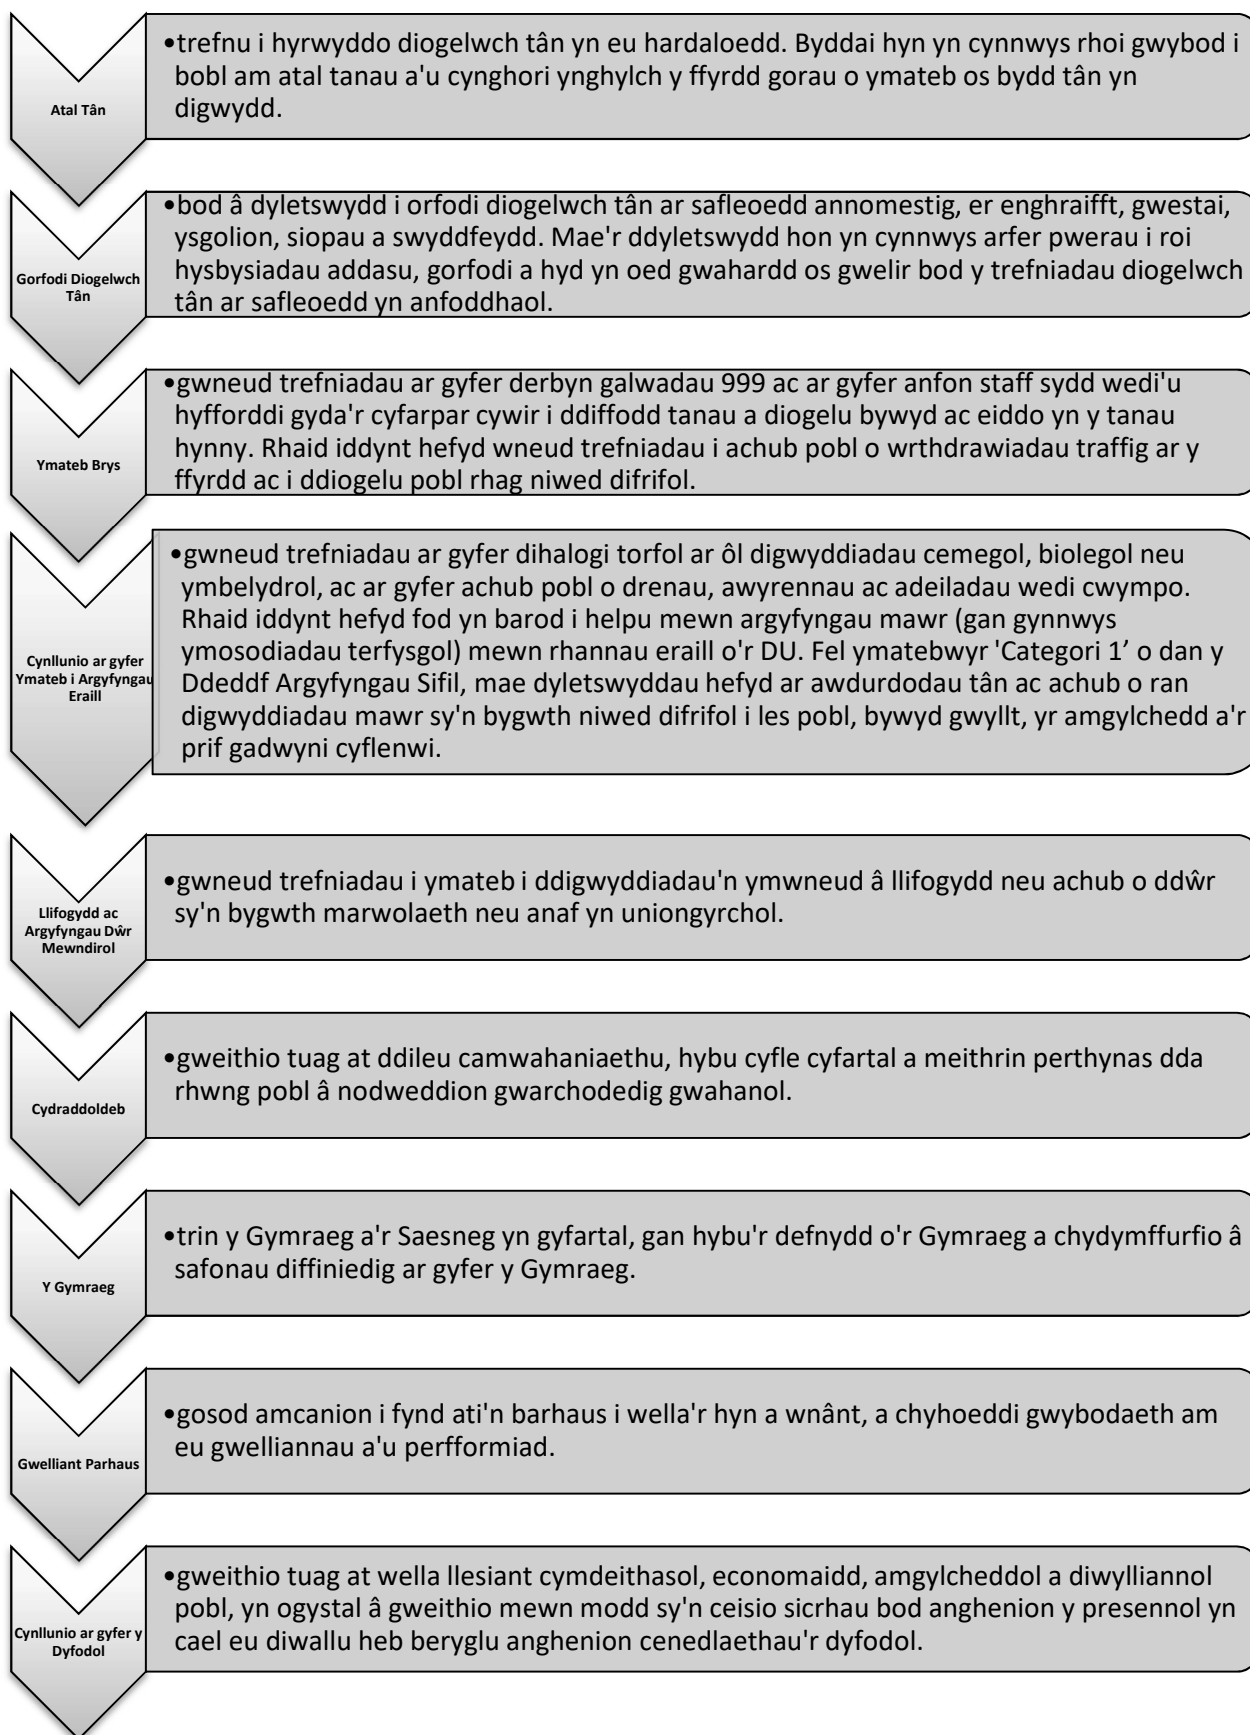 Atal Tân
•trefnu i hyrwyddo diogelwch tân yn eu hardaloedd. Byddai hyn yn cynnwys rhoi gwybod i
bobl am atal tanau a'u cynghori ynghylch y ffyrdd gorau o ymateb os bydd tân yn
digwydd.
Gorfodi Diogelwch
Tân
•bod â dyletswydd i orfodi diogelwch tân ar safleoedd annomestig, er enghraifft, gwestai,
ysgolion, siopau a swyddfeydd. Mae'r ddyletswydd hon yn cynnwys arfer pwerau i roi
hysbysiadau addasu, gorfodi a hyd yn oed gwahardd os gwelir bod y trefniadau diogelwch
tân ar safleoedd yn anfoddhaol.
Ymateb Brys
•gwneud trefniadau ar gyfer derbyn galwadau 999 ac ar gyfer anfon staff sydd wedi'u
hyfforddi gyda'r cyfarpar cywir i ddiffodd tanau a diogelu bywyd ac eiddo yn y tanau
hynny. Rhaid iddynt hefyd wneud trefniadau i achub pobl o wrthdrawiadau traffig ar y
ffyrdd ac i ddiogelu pobl rhag niwed difrifol.
Cynllunio ar gyfer
Ymateb i Argyfyngau
Eraill
•gwneud trefniadau ar gyfer dihalogi torfol ar ôl digwyddiadau cemegol, biolegol neu
ymbelydrol, ac ar gyfer achub pobl o drenau, awyrennau ac adeiladau wedi cwympo.
Rhaid iddynt hefyd fod yn barod i helpu mewn argyfyngau mawr (gan gynnwys
ymosodiadau terfysgol) mewn rhannau eraill o'r DU. Fel ymatebwyr 'Categori 1’ o dan y
Ddeddf Argyfyngau Sifil, mae dyletswyddau hefyd ar awdurdodau tân ac achub o ran
digwyddiadau mawr sy'n bygwth niwed difrifol i les pobl, bywyd gwyllt, yr amgylchedd a'r
prif gadwyni cyflenwi.
Llifogydd ac
Argyfyngau Dŵr
Mewndirol
•gwneud trefniadau i ymateb i ddigwyddiadau'n ymwneud â llifogydd neu achub o ddŵr
sy'n bygwth marwolaeth neu anaf yn uniongyrchol.
Cydraddoldeb
•gweithio tuag at ddileu camwahaniaethu, hybu cyfle cyfartal a meithrin perthynas dda
rhwng pobl â nodweddion gwarchodedig gwahanol.
Y Gymraeg
•trin y Gymraeg a'r Saesneg yn gyfartal, gan hybu'r defnydd o'r Gymraeg a chydymffurfio â
safonau diffiniedig ar gyfer y Gymraeg.
Gwelliant Parhaus
•gosod amcanion i fynd ati'n barhaus i wella'r hyn a wnânt, a chyhoeddi gwybodaeth am
eu gwelliannau a'u perfformiad.
Cynllunio ar gyfer y
Dyfodol
•gweithio tuag at wella llesiant cymdeithasol, economaidd, amgylcheddol a diwylliannol
pobl, yn ogystal â gweithio mewn modd sy'n ceisio sicrhau bod anghenion y presennol yn
cael eu diwallu heb beryglu anghenion cenedlaethau'r dyfodol.